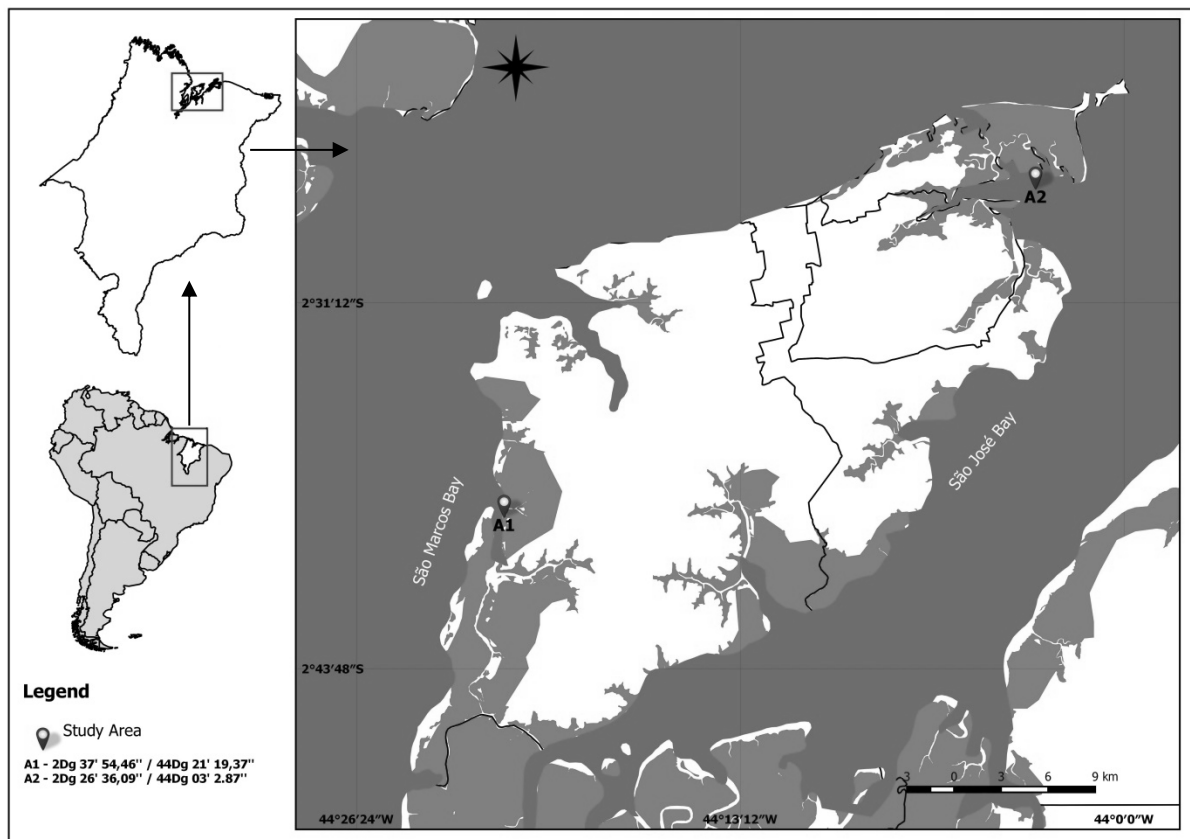 A2
2°31'12"S
São José Bay
São Marcos Bay
A1
2°43'48"S
Legend
Study Area
A1 - 2Dg 37' 54,46'' / 44Dg 21' 19,37''
A2 - 2Dg 26' 36,09'' / 44Dg 03' 2.87''
3 0 3 6 9 km
44°26'24"W 44°13'12"W 44°0'0"W